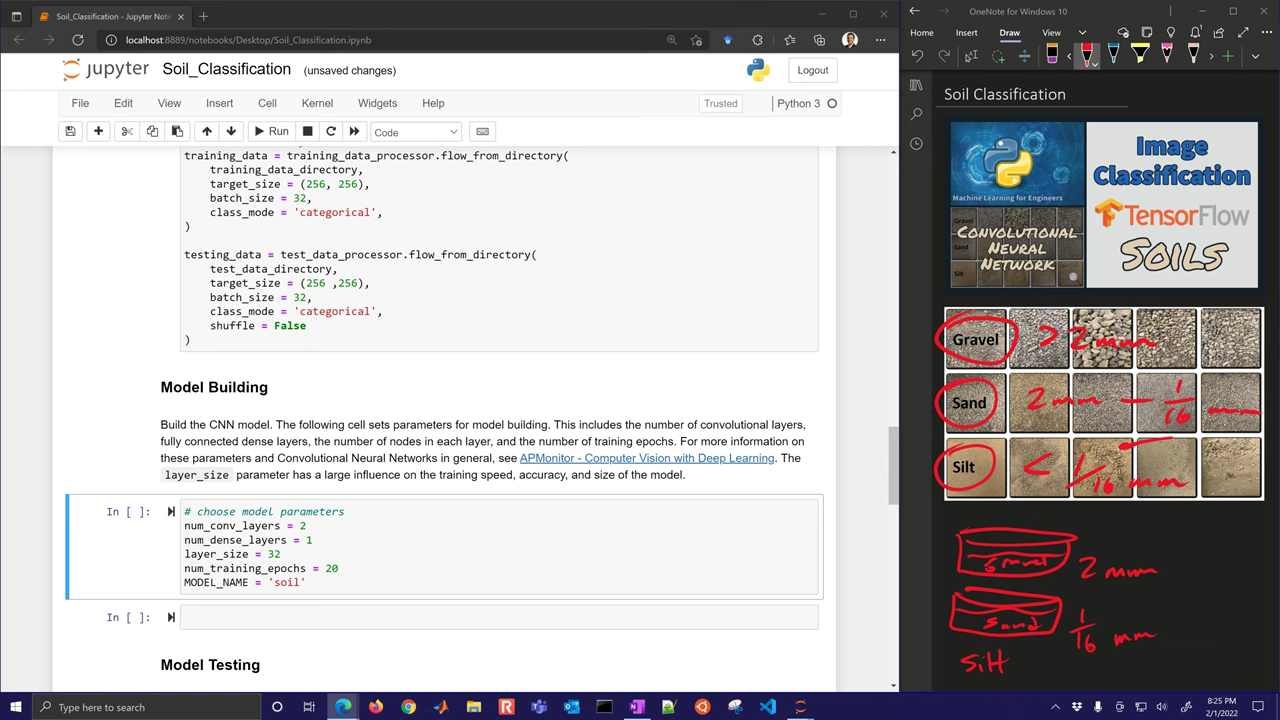 Soil_Classification - Jupyter Note
OneNote for Windows 10
localhost:8889/notebooks/Desktop/Soil_Classification.ipynb
Home Insert Draw View
jupyter Soil_Classification (unsaved changes)
Logout
File Edit View Insert Cell Kernel Widgets Help
Trusted
Python 3
Run
Code
training_data = training_data_processor.flow_from_directory(
training_data_directory,
target_size = (256, 256),
batch_size = 32,
class_mode = 'categorical',
)
testing_data = test_data_processor.flow_from_directory(
test_data_directory,
target_size = (256 ,256),
batch_size = 32,
class_mode = 'categorical',
shuffle = False
)
Model Building
Build the CNN model. The following cell sets parameters for model building. This includes the number of convolutional layers,
fully connected dense layers, the number of nodes in each layer, and the number of training epochs. For more information on
these parameters and Convolutional Neural Networks in general, see APMonitor - Computer Vision with Deep Learning. The
layer_size parameter has a large influence on the training speed, accuracy, and size of the model.
In [ ]:
# choose model parameters
num_conv_layers = 2
num_dense_layers = 1
layer_size = 32
num_training_epochs = 20
MODEL_NAME = 'soil'
In [ ]:
Model Testing
Soil Classification
Machine Learning for Engineers
Gravel
Sand
Silt
Convolutional
Neural
Network
Image
Classification
TensorFlow
Soils
Gravel > 2 mm
Sand 2 mm - 1/16 mm
Silt < 1/16 mm
Gravel 2 mm
Sand 1/16 mm
Silt
Type here to search
8:25 PM
2/1/2022